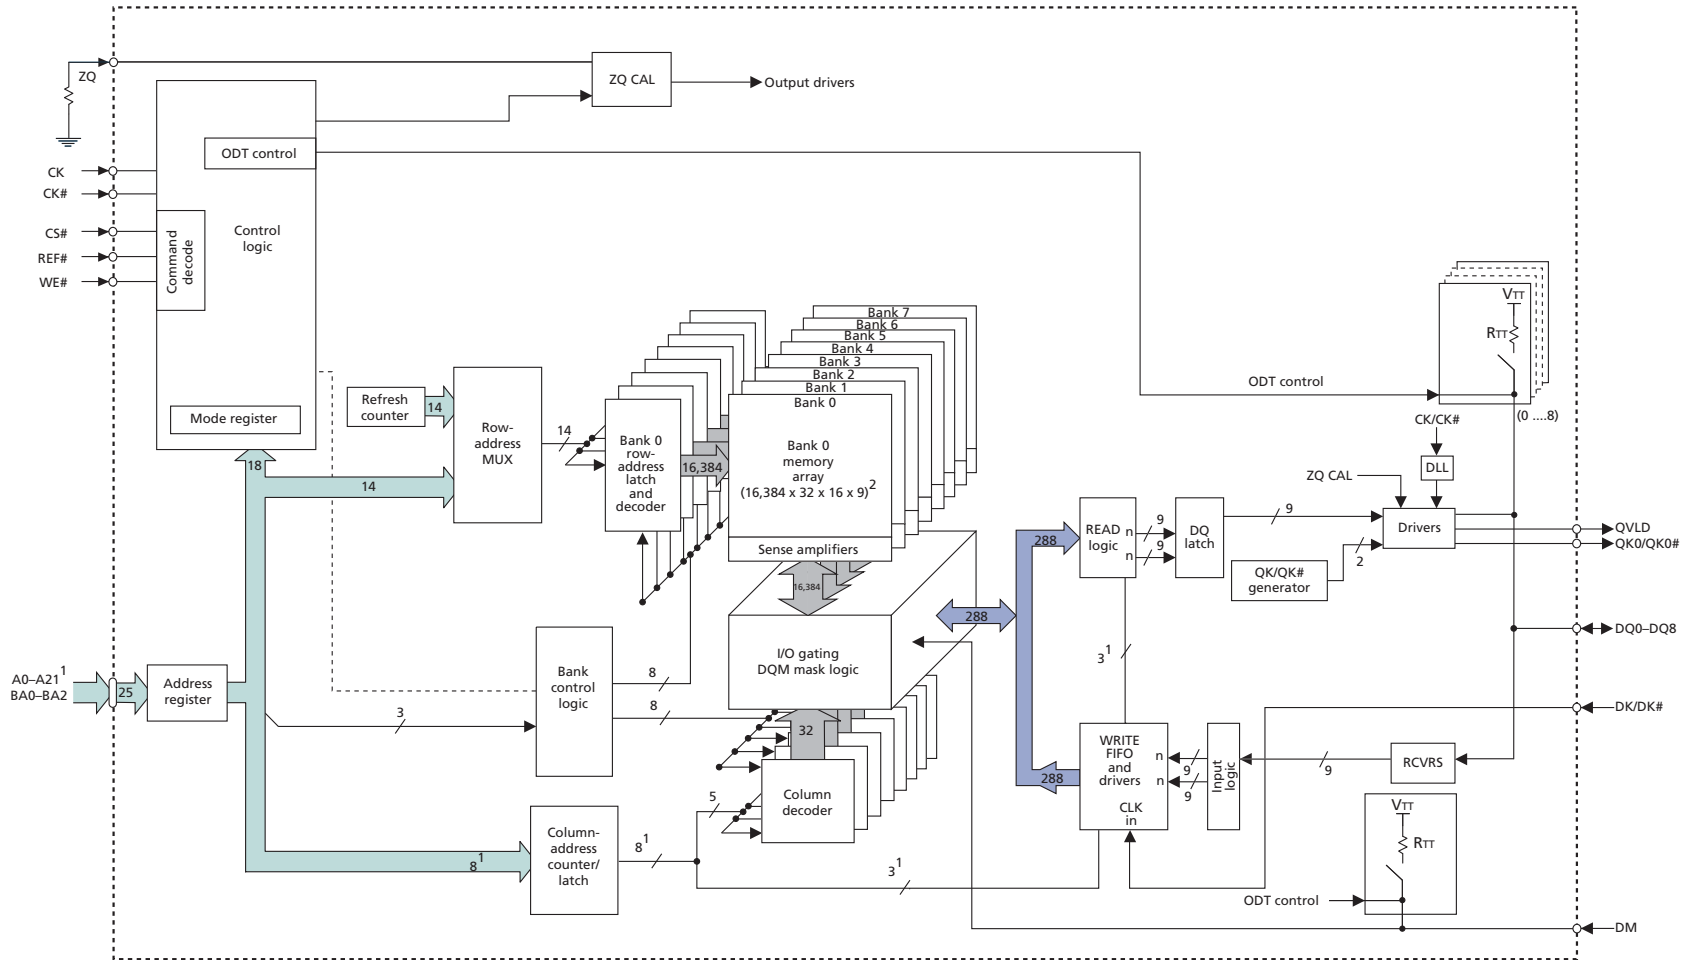 ZQ
ZQ CAL
Output drivers
ODT control
CK
CK#
CS#
REF#
WE#
Command
decode
Control
logic
Mode register
Refresh
counter
14
Row-
address
MUX
14
18
14
Bank 0
row-
address
latch
and
decoder
16,384
Bank 7
Bank 6
Bank 5
Bank 4
Bank 3
Bank 2
Bank 1
Bank 0
Bank 0
memory
array
(16,384 x 32 x 16 x 9)2
Sense amplifiers
16,384
I/O gating
DQM mask logic
288
288
288
READ
logic
n
n
9
9
DQ
latch
9
QK/QK#
generator
2
ODT control
VTT
RTT
(0 ....8)
CK/CK#
DLL
ZQ CAL
Drivers
QVLD
QK0/QK0#
DQ0–DQ8
DK/DK#
A0–A211
BA0–BA2
25
Address
register
3
Bank
control
logic
8
8
32
Column
decoder
5
Column-
address
counter/
latch
81
81
31
31
WRITE
FIFO
and
drivers
n
n
CLK
in
9
9
Input
logic
9
RCVRS
VTT
RTT
ODT control
DM